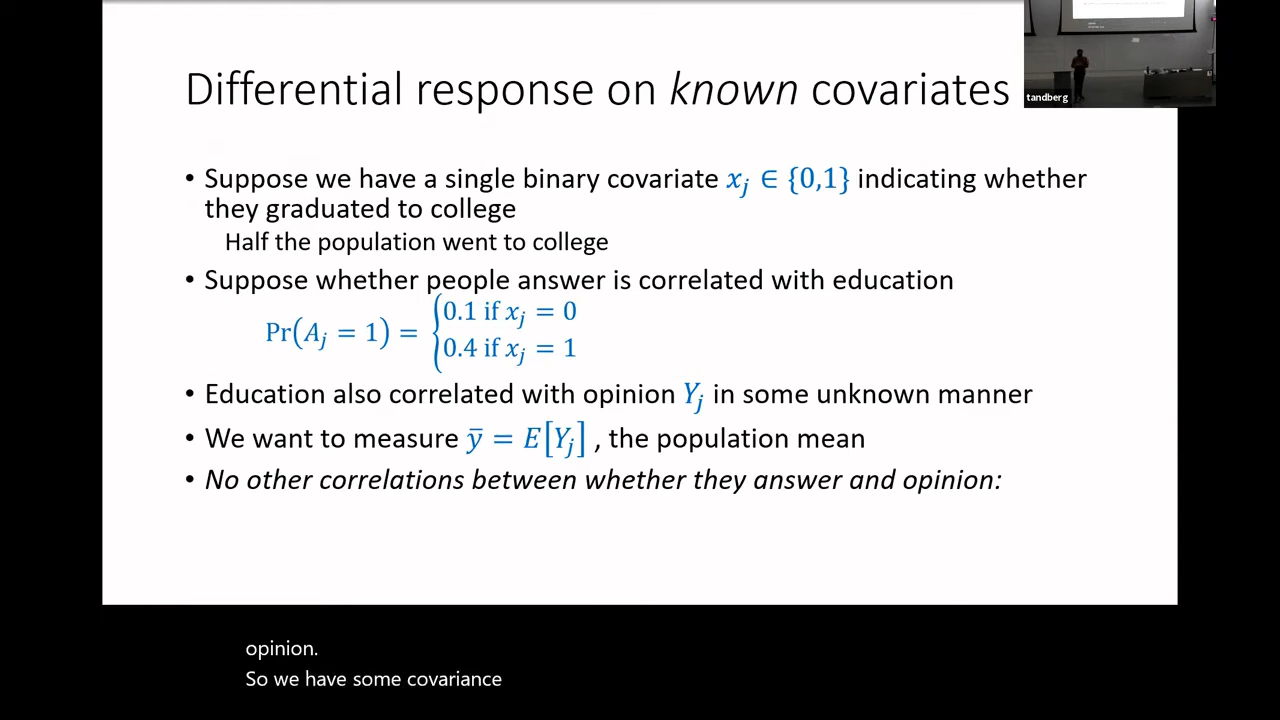 Differential response on known covariates
tandberg
• Suppose we have a single binary covariate xⱼ ∈ {0,1} indicating whether
they graduated to college
Half the population went to college
• Suppose whether people answer is correlated with education
Pr(Aⱼ = 1) = {0.1 if xⱼ = 0
0.4 if xⱼ = 1
• Education also correlated with opinion Yⱼ in some unknown manner
• We want to measure ȳ = E[Yⱼ] , the population mean
• No other correlations between whether they answer and opinion:
opinion.
So we have some covariance